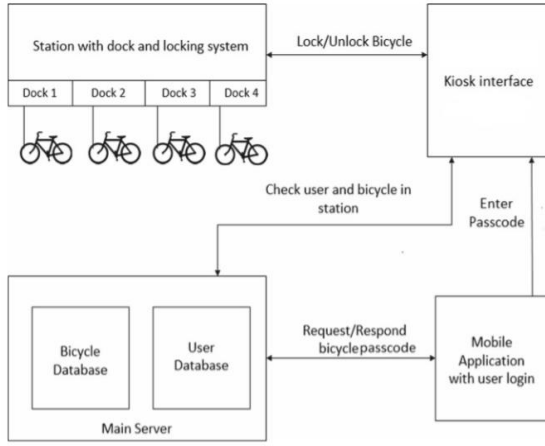 Station with dock and locking system
Dock 1
Dock 2
Dock 3
Dock 4
Lock/Unlock Bicycle
Kiosk interface
Check user and bicycle in
station
Enter
Passcode
Bicycle
Database
User
Database
Main Server
Request/Respond
bicycle passcode
Mobile
Application
with user login